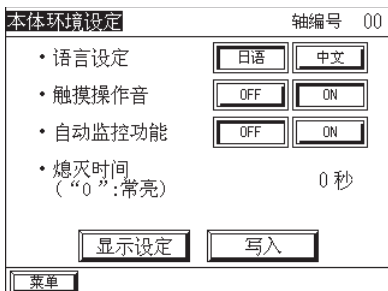 本体环境设定 轴编号 00
・语言设定 日语 中文
・触摸操作音 OFF ON
・自动监控功能 OFF ON
・熄灭时间 0 秒
(“0”:常亮)
显示设定 写入
菜单